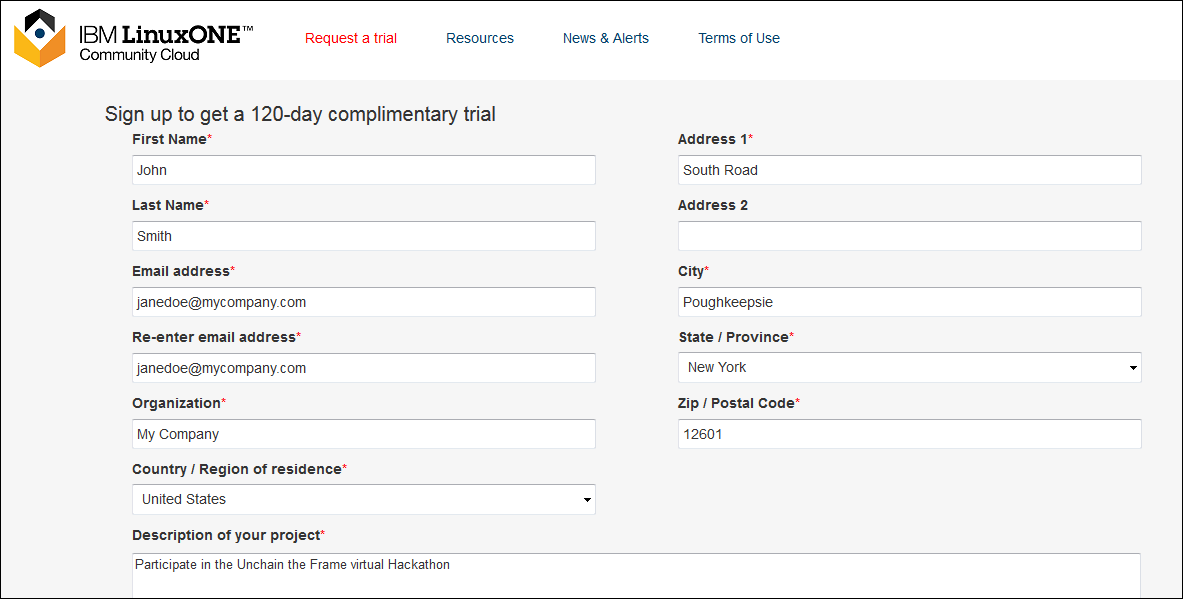 IBM LinuxONE™
Community Cloud
Request a trial
Resources
News & Alerts
Terms of Use
Sign up to get a 120-day complimentary trial
First Name*
John
Last Name*
Smith
Email address*
janedoe@mycompany.com
Re-enter email address*
janedoe@mycompany.com
Organization*
My Company
Country / Region of residence*
United States
Address 1*
South Road
Address 2
City*
Poughkeepsie
State / Province*
New York
Zip / Postal Code*
12601
Description of your project*
Participate in the Unchain the Frame virtual Hackathon